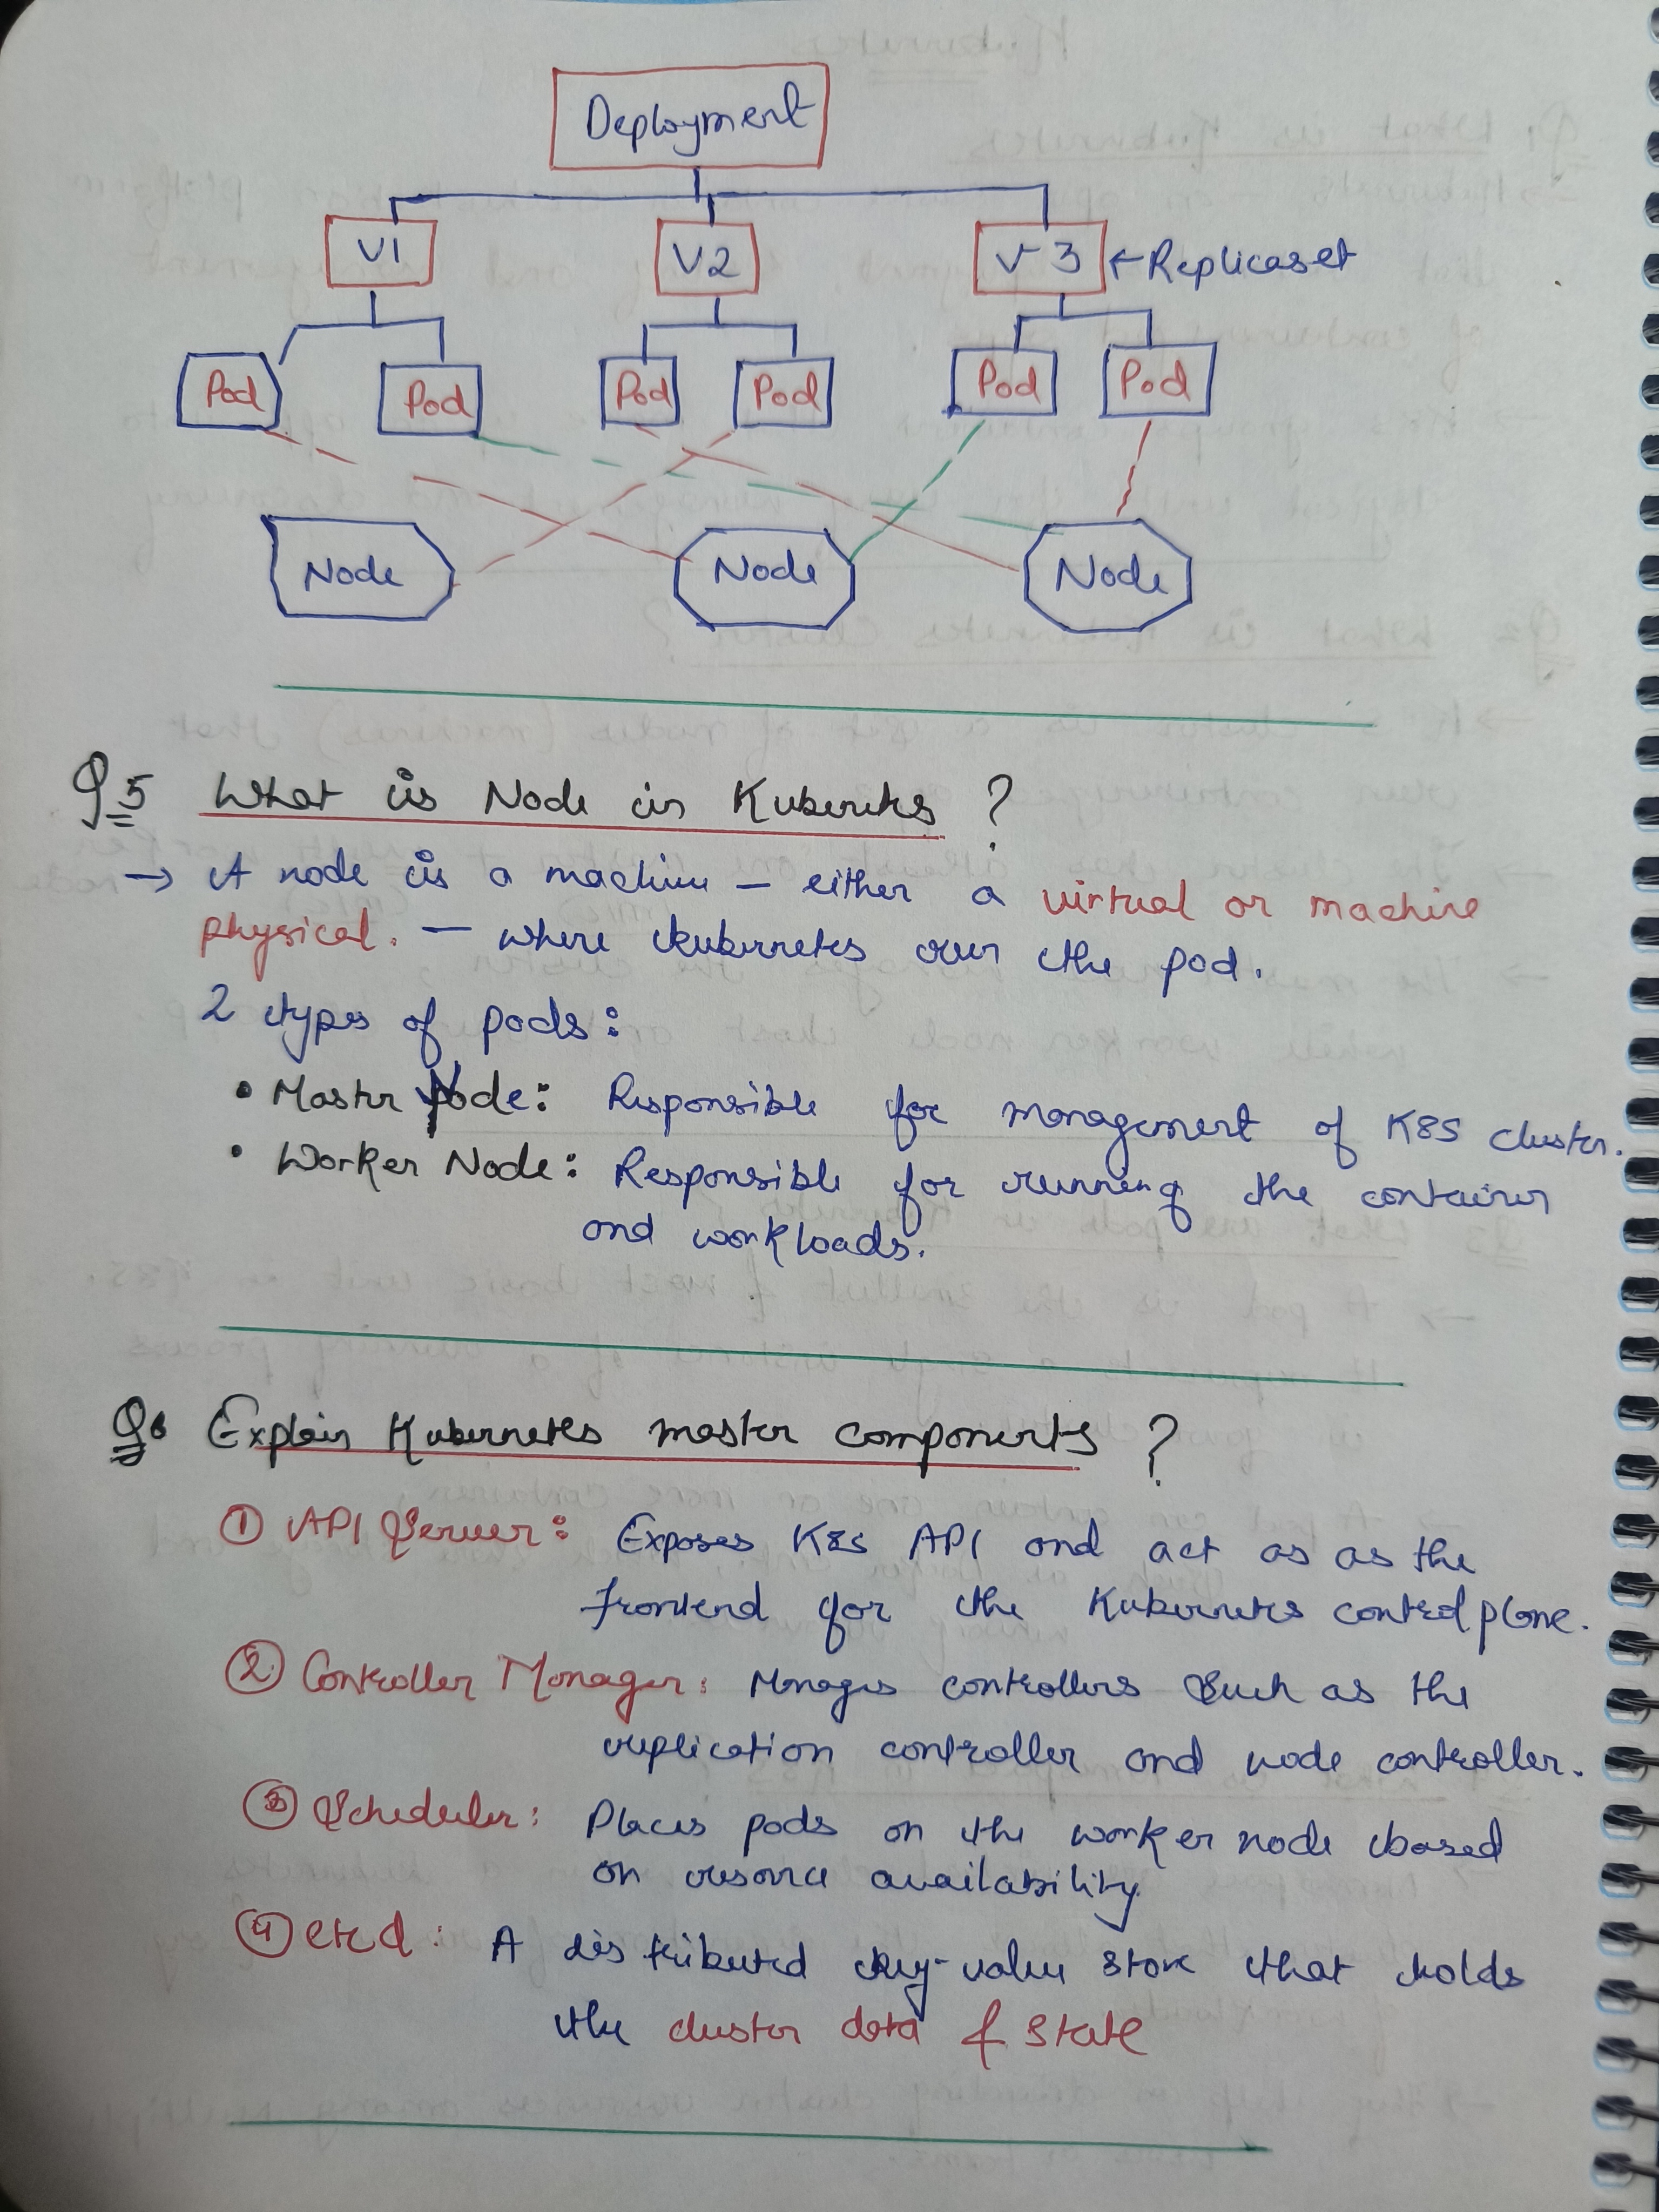 Deployment
V1 V2 V3 ← Replicaset
Pod Pod Pod Pod Pod Pod
Node Node Node
Q5 What is Node in Kubernetes ?
→ A node is a machine – either a virtual or machine
physical. – where kubernetes run the pod.
2 types of pods:
• Master Node: Responsible for management of K8S cluster.
• Worker Node: Responsible for running the container
and workloads.
Q6 Explain Kubernetes master components ?
① API Server: Exposes K8s API and act as as the
frontend for the Kubernetes control plane.
② Controller Manager: Manages controllers such as the
replication controller and node controller.
③ Scheduler: Places pods on the worker node based
on resource availability.
④ etcd: A distributed key-value store that holds
the cluster data & state